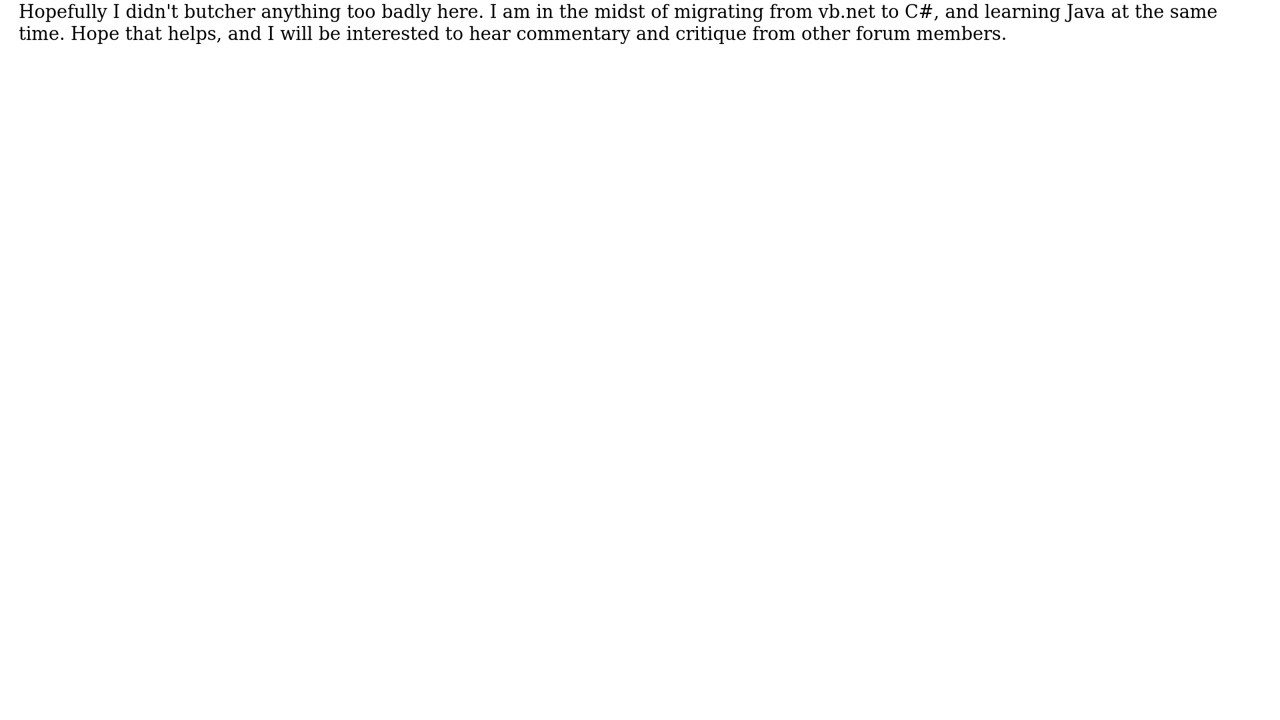 Hopefully I didn't butcher anything too badly here. I am in the midst of migrating from vb.net to C#, and learning Java at the same
time. Hope that helps, and I will be interested to hear commentary and critique from other forum members.